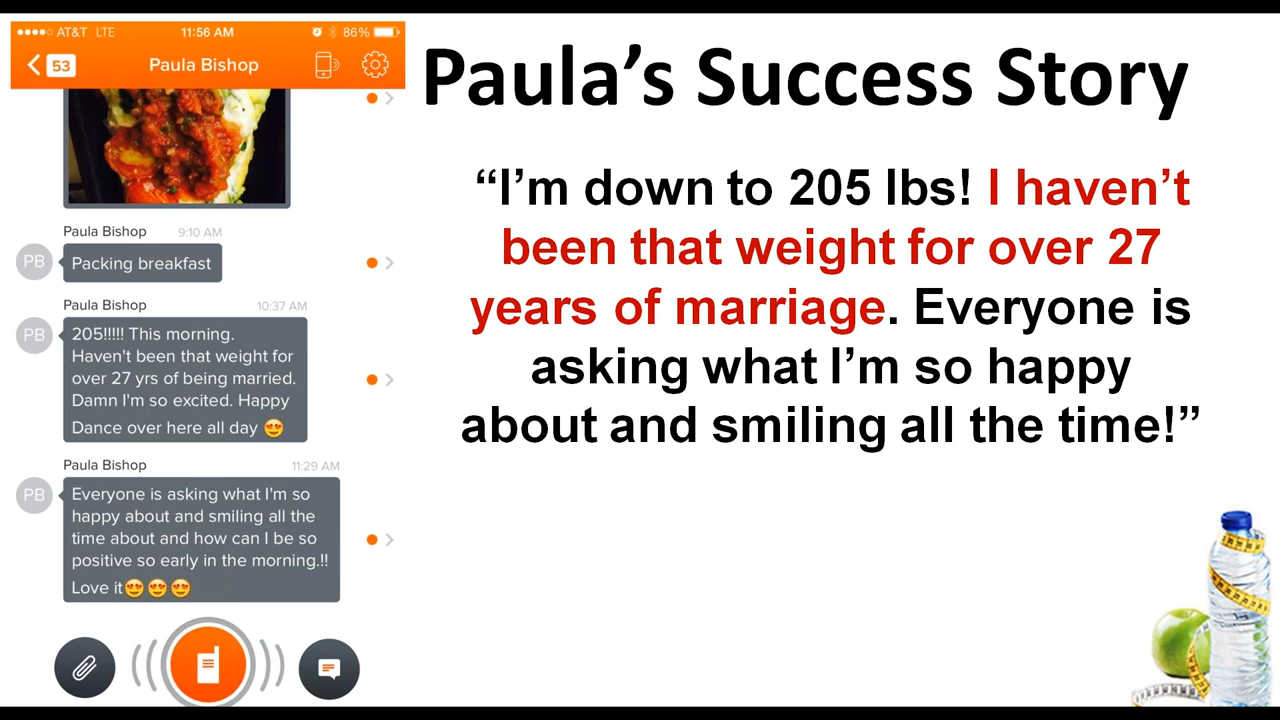 AT&T LTE 11:56 AM 86%
53 Paula Bishop
Paula Bishop 9:10 AM
PB Packing breakfast
Paula Bishop 10:37 AM
PB 205!!!!! This morning.
Haven't been that weight for
over 27 yrs of being married.
Damn I'm so excited. Happy
Dance over here all day 😍
Paula Bishop 11:29 AM
PB Everyone is asking what I'm so
happy about and smiling all the
time about and how can I be so
positive so early in the morning.!!
Love it😍😍😍
Paula’s Success Story
“I’m down to 205 lbs! I haven’t
been that weight for over 27
years of marriage. Everyone is
asking what I’m so happy
about and smiling all the time!”